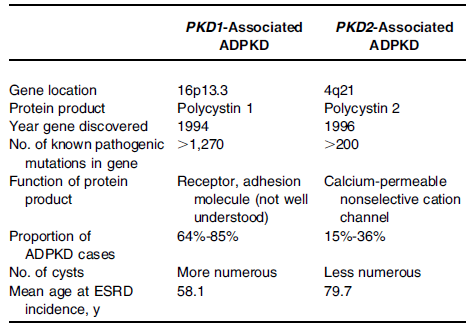 PKD1-Associated ADPKD PKD2-Associated ADPKD
Gene location 16p13.3 4q21
Protein product Polycystin 1 Polycystin 2
Year gene discovered 1994 1996
No. of known pathogenic >1,270 >200
mutations in gene
Function of protein Receptor, adhesion Calcium-permeable
product molecule (not well nonselective cation
understood) channel
Proportion of 64%-85% 15%-36%
ADPKD cases
No. of cysts More numerous Less numerous
Mean age at ESRD 58.1 79.7
incidence, y